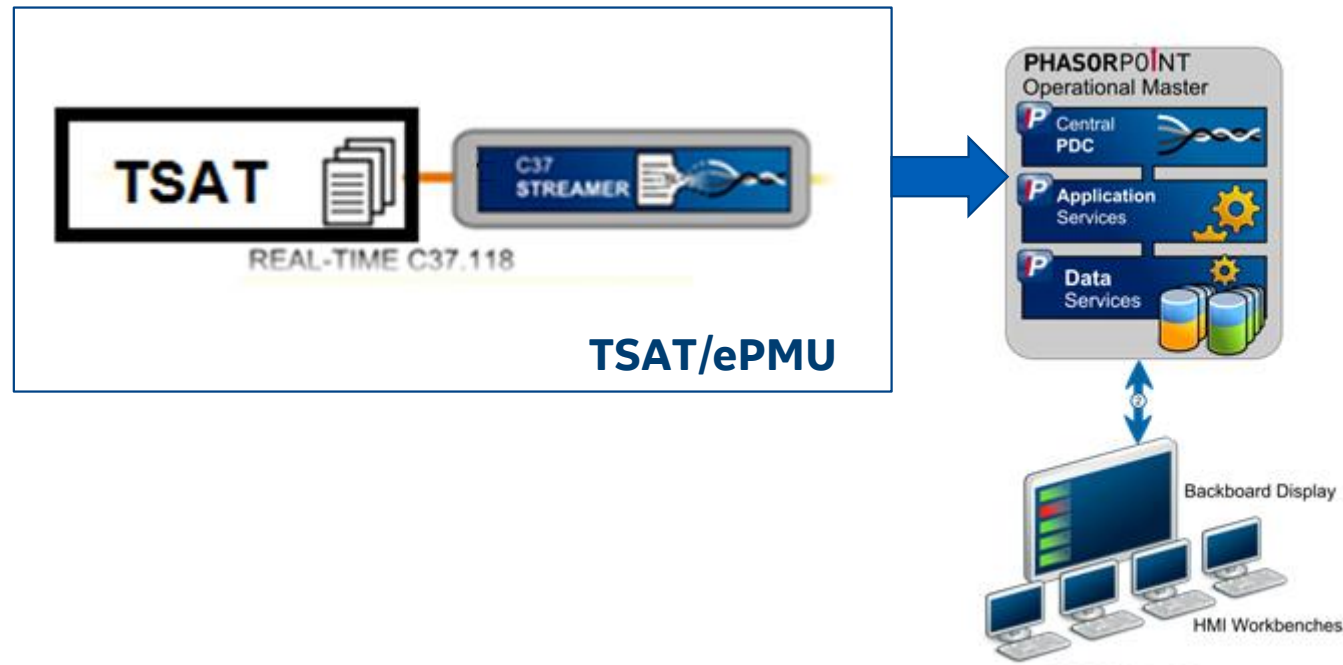 TSAT
C37
STREAMER
REAL-TIME C37.118
TSAT/ePMU
PHASORPOINT
Operational Master
P
Central
PDC
P
Application
Services
P
Data
Services
2
Backboard Display
HMI Workbenches